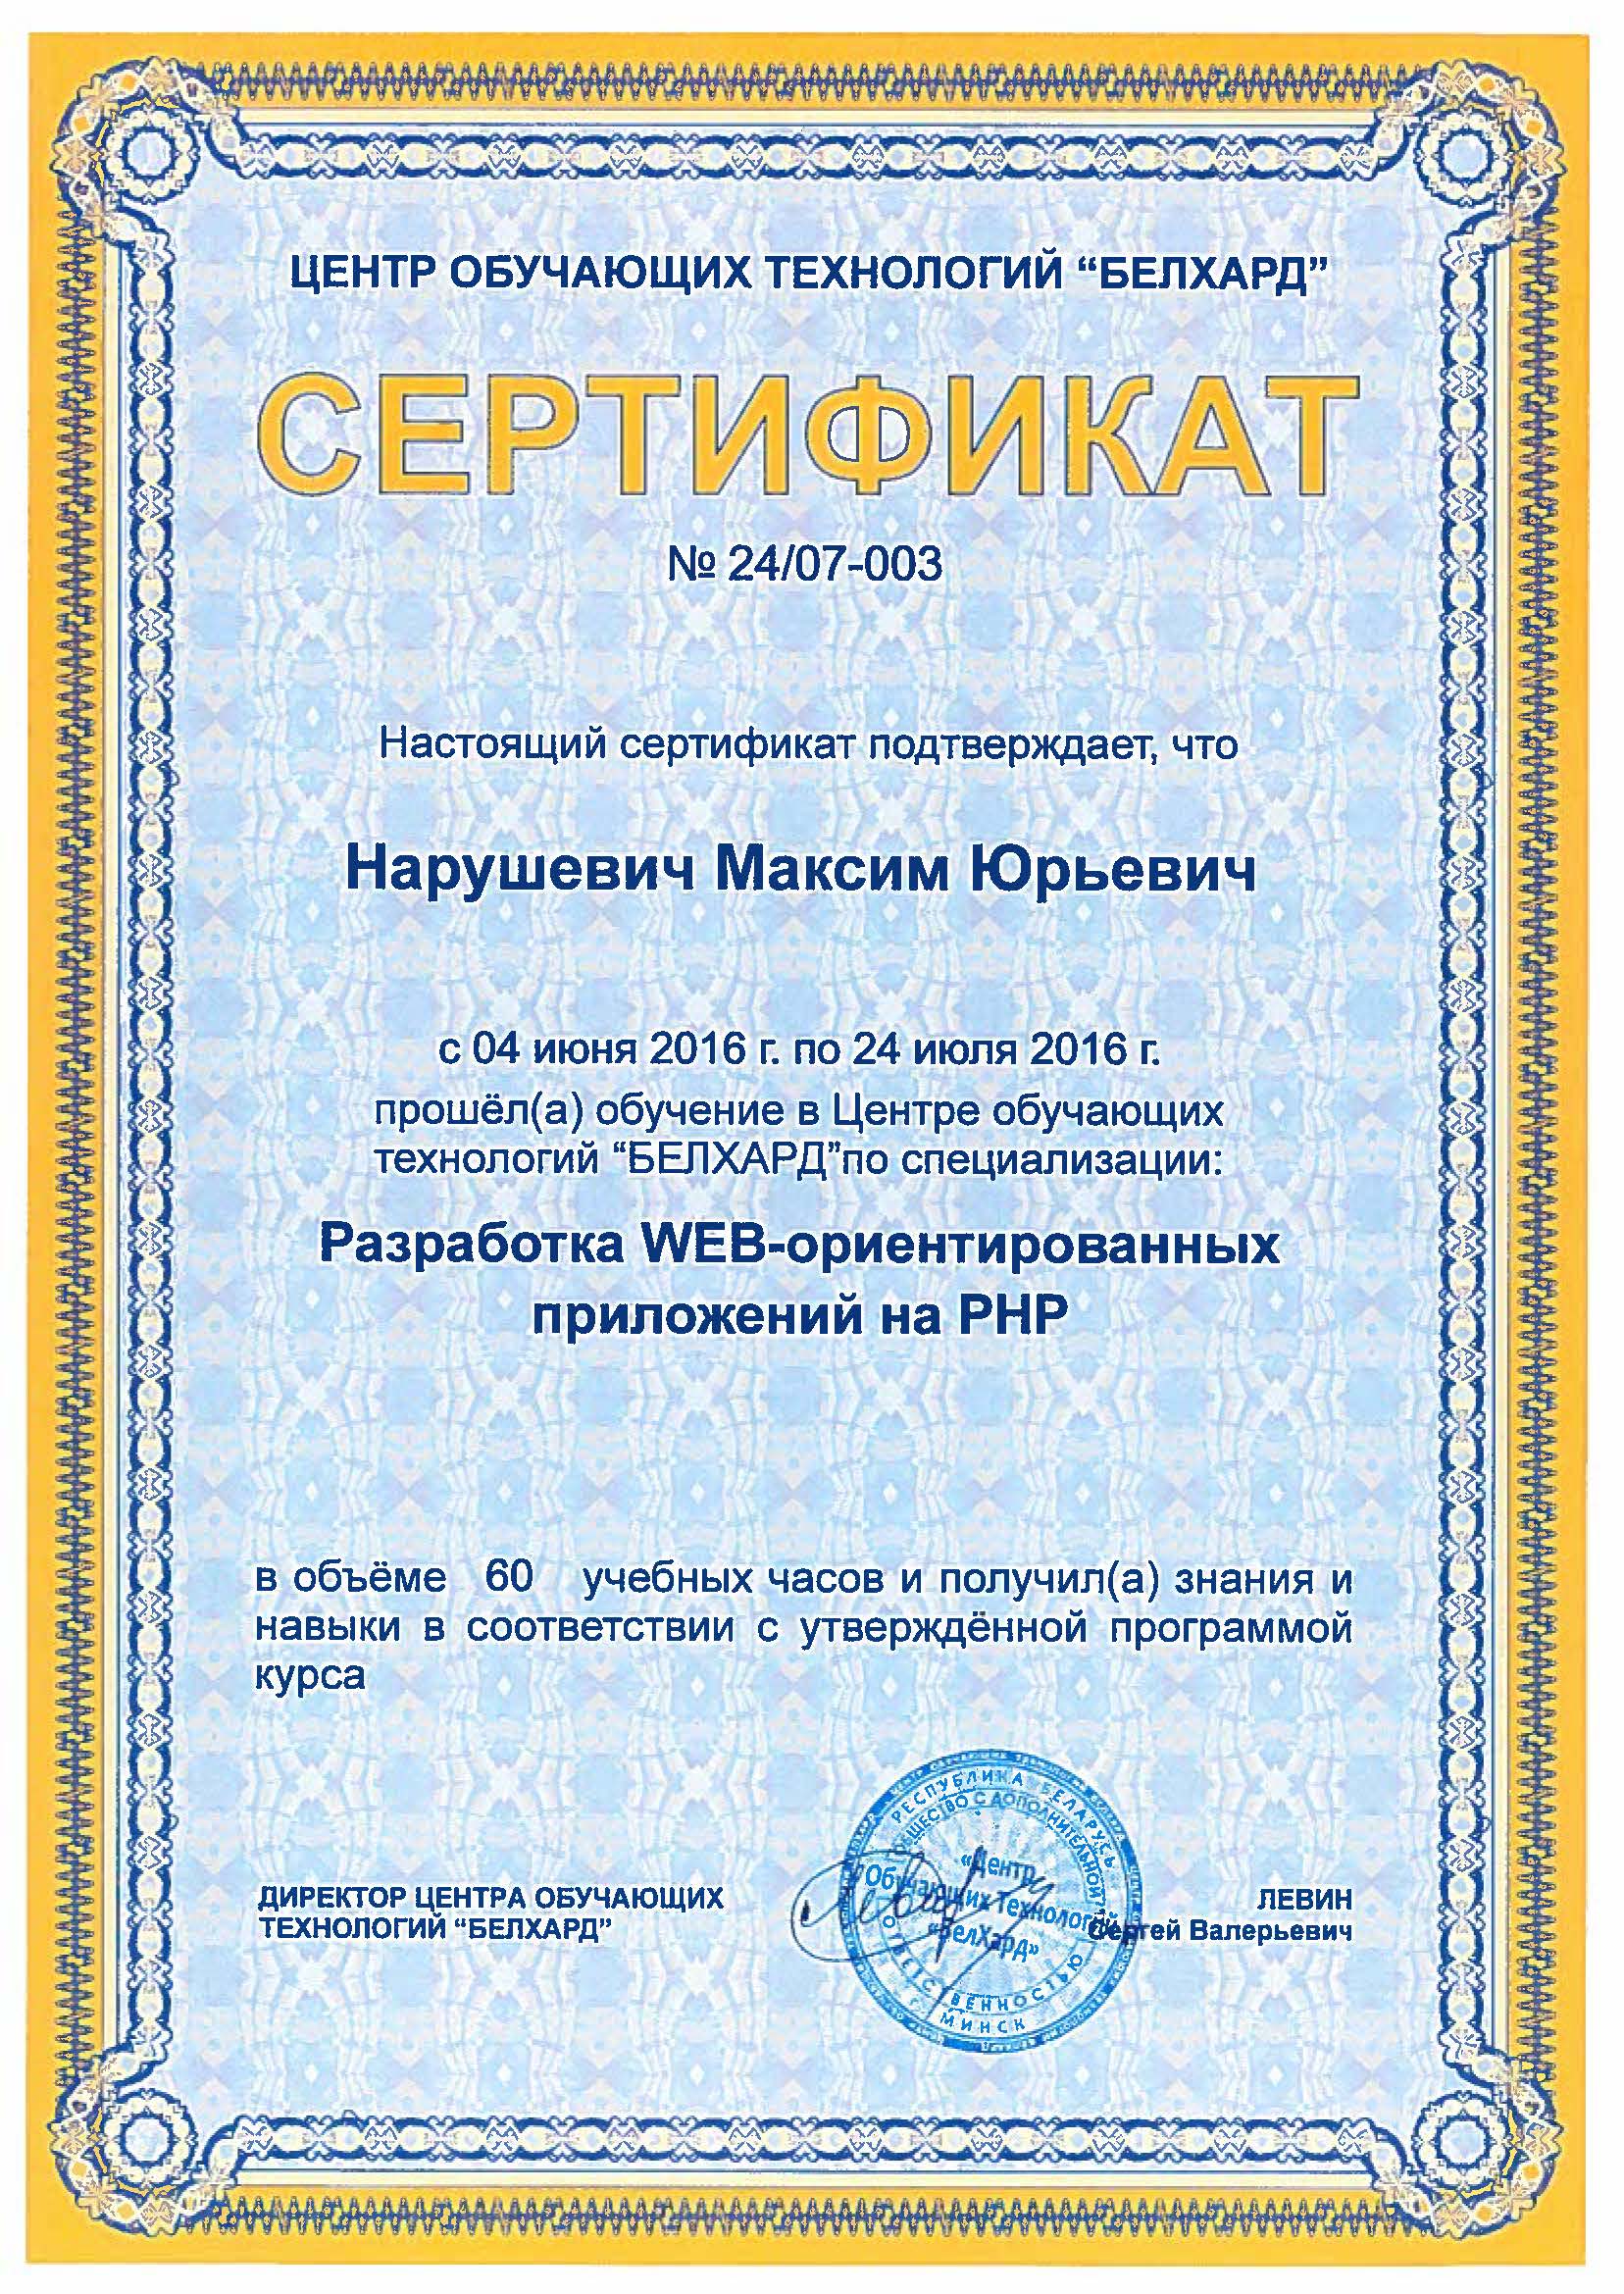 ЦЕНТР ОБУЧАЮЩИХ ТЕХНОЛОГИЙ “БЕЛХАРД”
СЕРТИФИКАТ
№ 24/07-003
Настоящий сертификат подтверждает, что
Нарушевич Максим Юрьевич
с 04 июня 2016 г. по 24 июля 2016 г.
прошёл(а) обучение в Центре обучающих
технологий “БЕЛХАРД”по специализации:
Разработка WEB-ориентированных
приложений на PHP
в объёме 60 учебных часов и получил(а) знания и
навыки в соответствии с утверждённой программой
курса
ДИРЕКТОР ЦЕНТРА ОБУЧАЮЩИХ
ТЕХНОЛОГИЙ “БЕЛХАРД”
РЕСПУБЛИКА БЕЛАРУСЬ
ОБЩЕСТВО С ДОПОЛНИТЕЛЬНОЙ
ОТВЕТСТВЕННОСТЬЮ
«Центр
Обучающих Технологий
«БелХард»
г. МИНСК
ЛЕВИН
Сергей Валерьевич